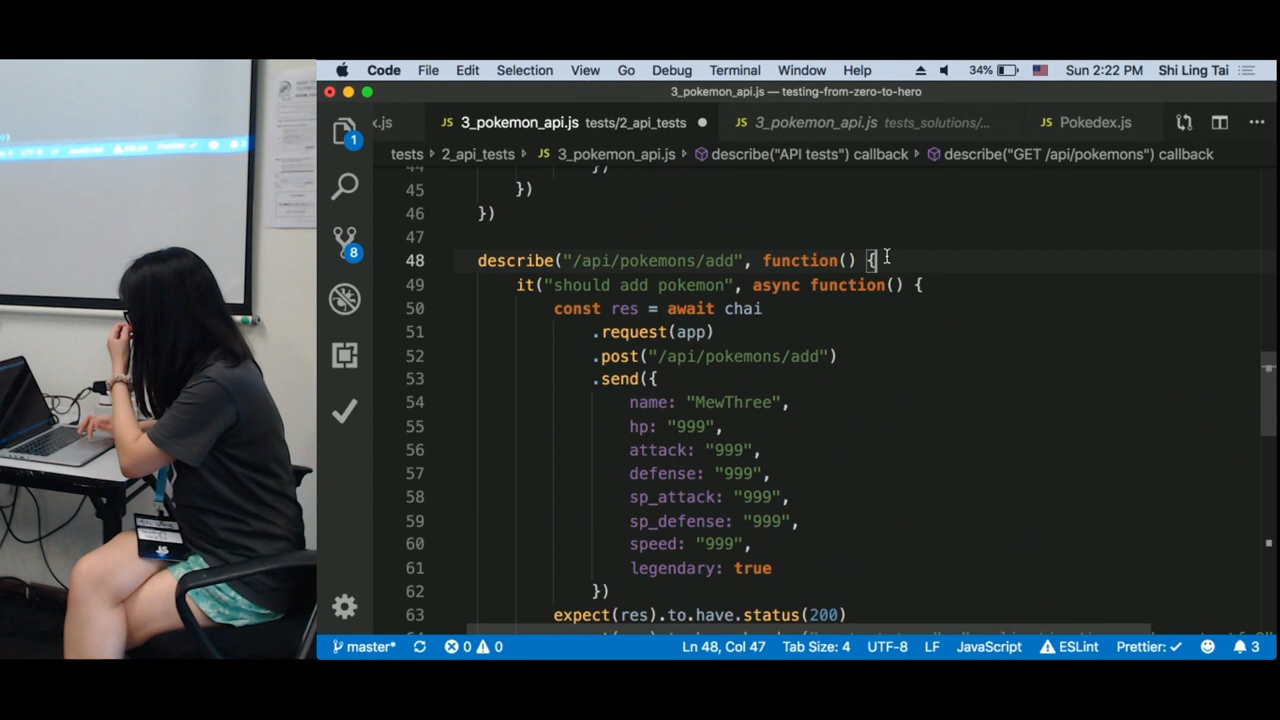 Code File Edit Selection View Go Debug Terminal Window Help 34% Sun 2:22 PM Shi Ling Tai
3_pokemon_api.js — testing-from-zero-to-hero
x.js 3_pokemon_api.js tests/2_api_tests 3_pokemon_api.js tests_solutions/... Pokedex.js
tests 2_api_tests 3_pokemon_api.js describe("API tests") callback describe("GET /api/pokemons") callback
44 })
45 })
46 })
47
48 describe("/api/pokemons/add", function() {
49 it("should add pokemon", async function() {
50 const res = await chai
51 .request(app)
52 .post("/api/pokemons/add")
53 .send({
54 name: "MewThree",
55 hp: "999",
56 attack: "999",
57 defense: "999",
58 sp_attack: "999",
59 sp_defense: "999",
60 speed: "999",
61 legendary: true
62 })
63 expect(res).to.have.status(200)
1
8
master* 0 0 Ln 48, Col 47 Tab Size: 4 UTF-8 LF JavaScript ESLint Prettier: ✓ 3
JS